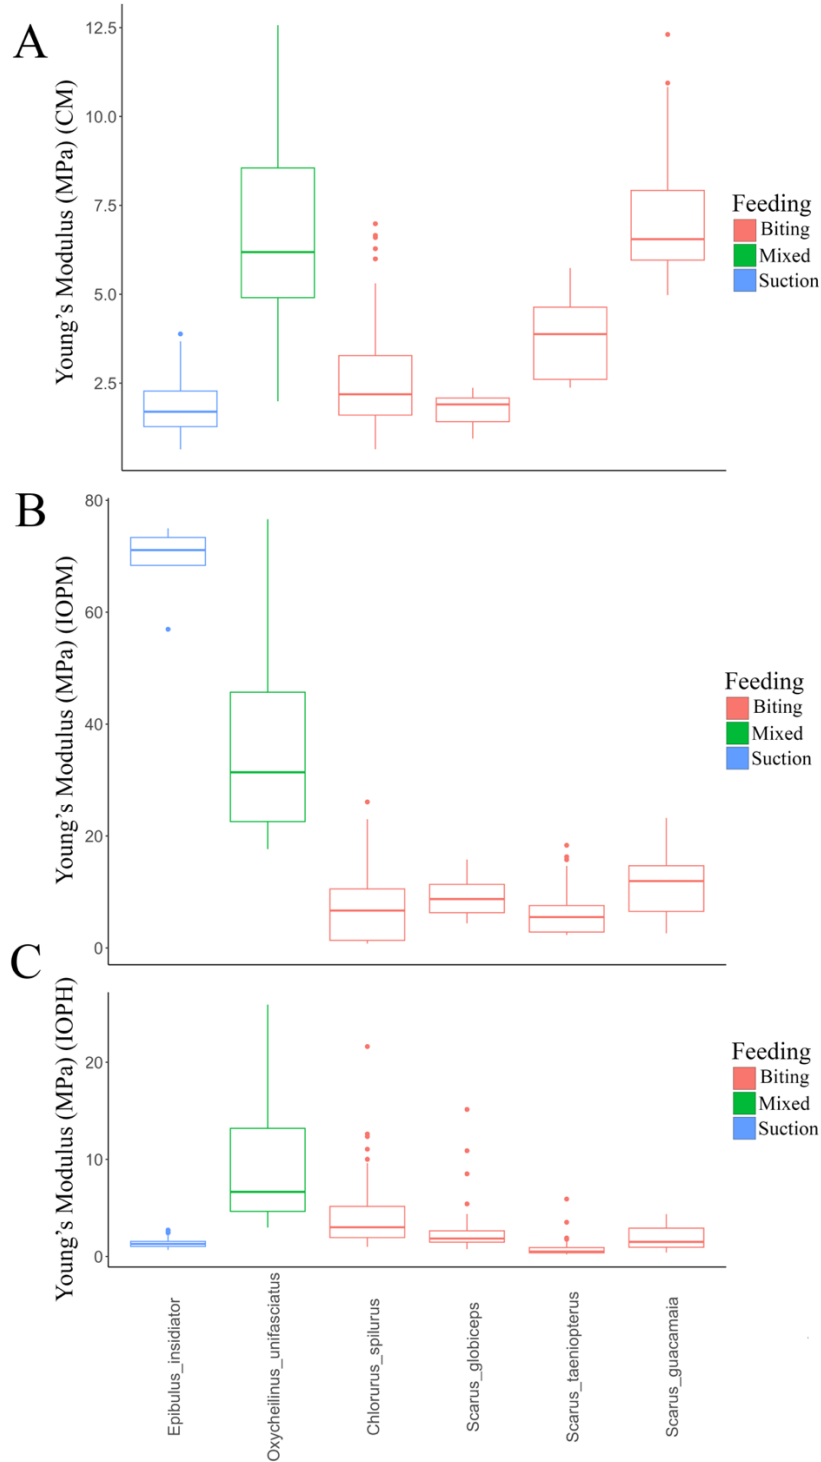 A
Young's Modulus (MPa) (CM)
12.5
10.0
7.5
5.0
2.5
Feeding
Biting
Mixed
Suction
B
Young's Modulus (MPa) (IOPM)
80
60
40
20
0
Feeding
Biting
Mixed
Suction
C
Young's Modulus (MPa) (IOPH)
20
10
0
Feeding
Biting
Mixed
Suction
Epibulus_insidiator
Oxycheilinus_unifasciatus
Chlorurus_spilurus
Scarus_globiceps
Scarus_taeniopterus
Scarus_guacamaia